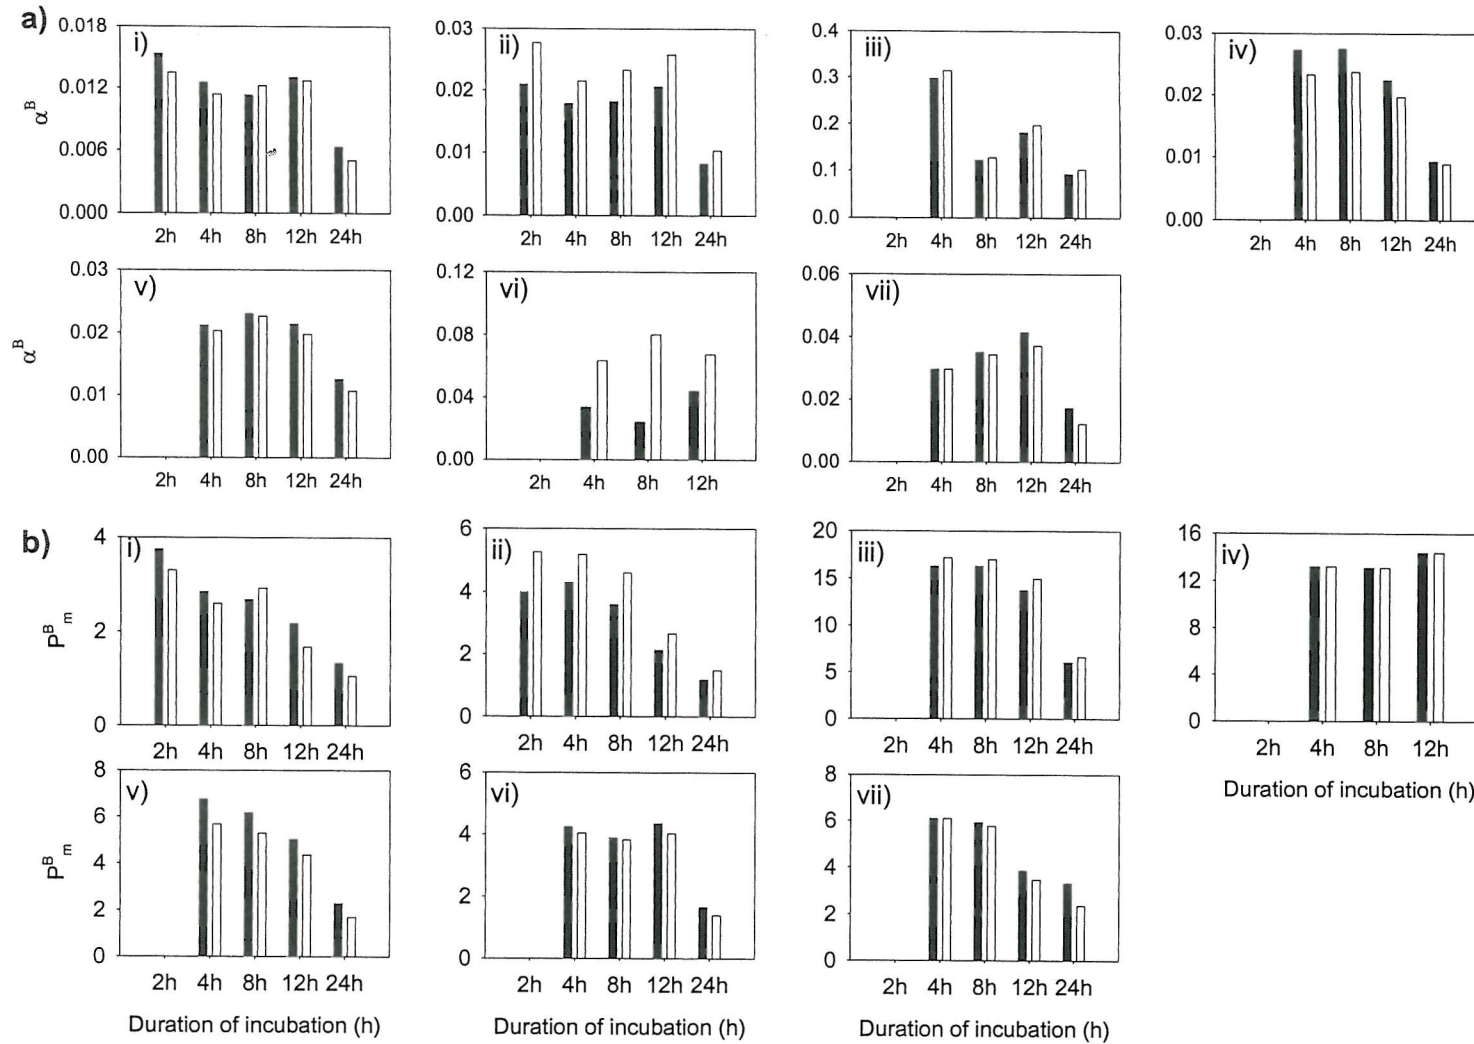 a)
0.018
0.012
0.006
0.000
αᴮ
i)
2h 4h 8h 12h 24h
0.03
0.02
0.01
0.00
ii)
2h 4h 8h 12h 24h
0.4
0.3
0.2
0.1
0.0
iii)
2h 4h 8h 12h 24h
0.03
0.02
0.01
0.00
iv)
2h 4h 8h 12h 24h
0.03
0.02
0.01
0.00
αᴮ
v)
2h 4h 8h 12h 24h
0.12
0.08
0.04
0.00
vi)
2h 4h 8h 12h
0.06
0.04
0.02
0.00
vii)
2h 4h 8h 12h 24h
b)
4
2
0
Pᴮm
i)
2h 4h 8h 12h 24h
6
4
2
0
ii)
2h 4h 8h 12h 24h
20
15
10
5
0
iii)
2h 4h 8h 12h 24h
16
12
8
4
0
iv)
2h 4h 8h 12h
Duration of incubation (h)
8
6
4
2
0
Pᴮm
v)
2h 4h 8h 12h 24h
Duration of incubation (h)
6
4
2
0
vi)
2h 4h 8h 12h 24h
Duration of incubation (h)
8
6
4
2
0
vii)
2h 4h 8h 12h 24h
Duration of incubation (h)